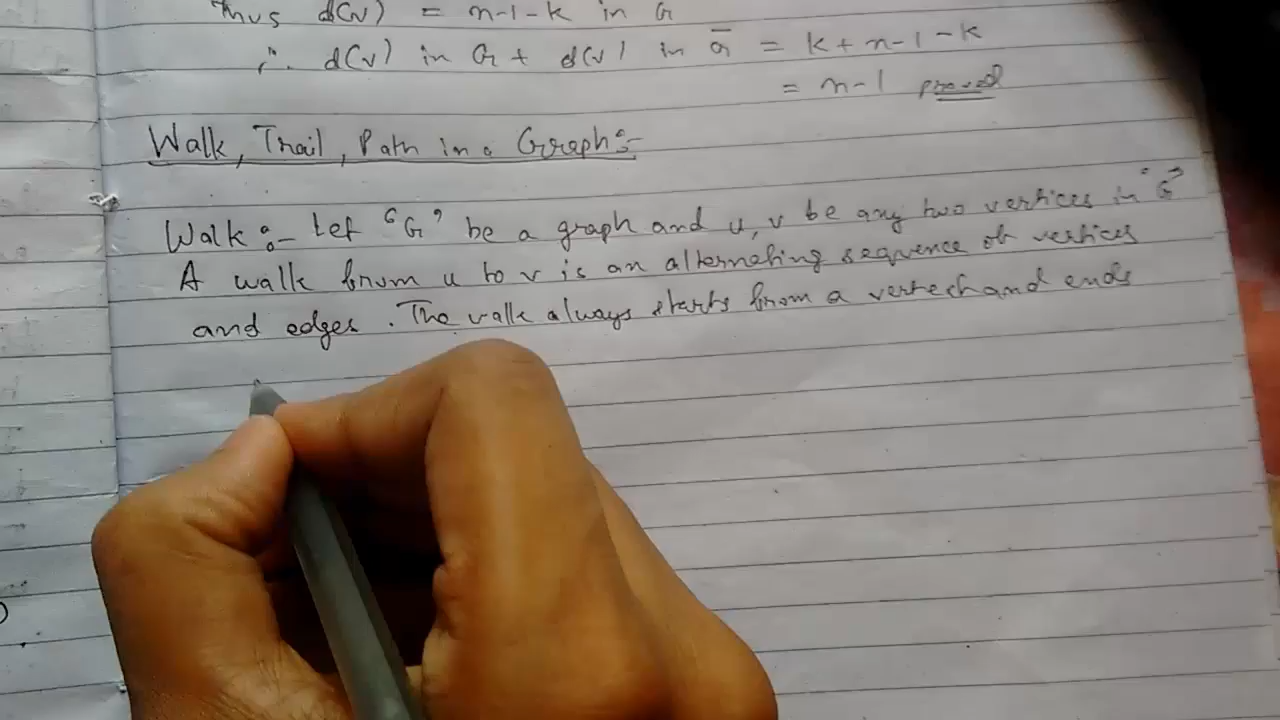 Thus d(v) = n-1-k in G
∴ d(v) in G + d(v) in G̅ = k+n-1-k
= n-1 proved
Walk, Trail, Path in a Graph:-
Walk:- Let "G" be a graph and u, v be any two vertices in "G"
A walk from u to v is an alternating sequence of vertices
and edges. The walk always starts from a vertech and ends